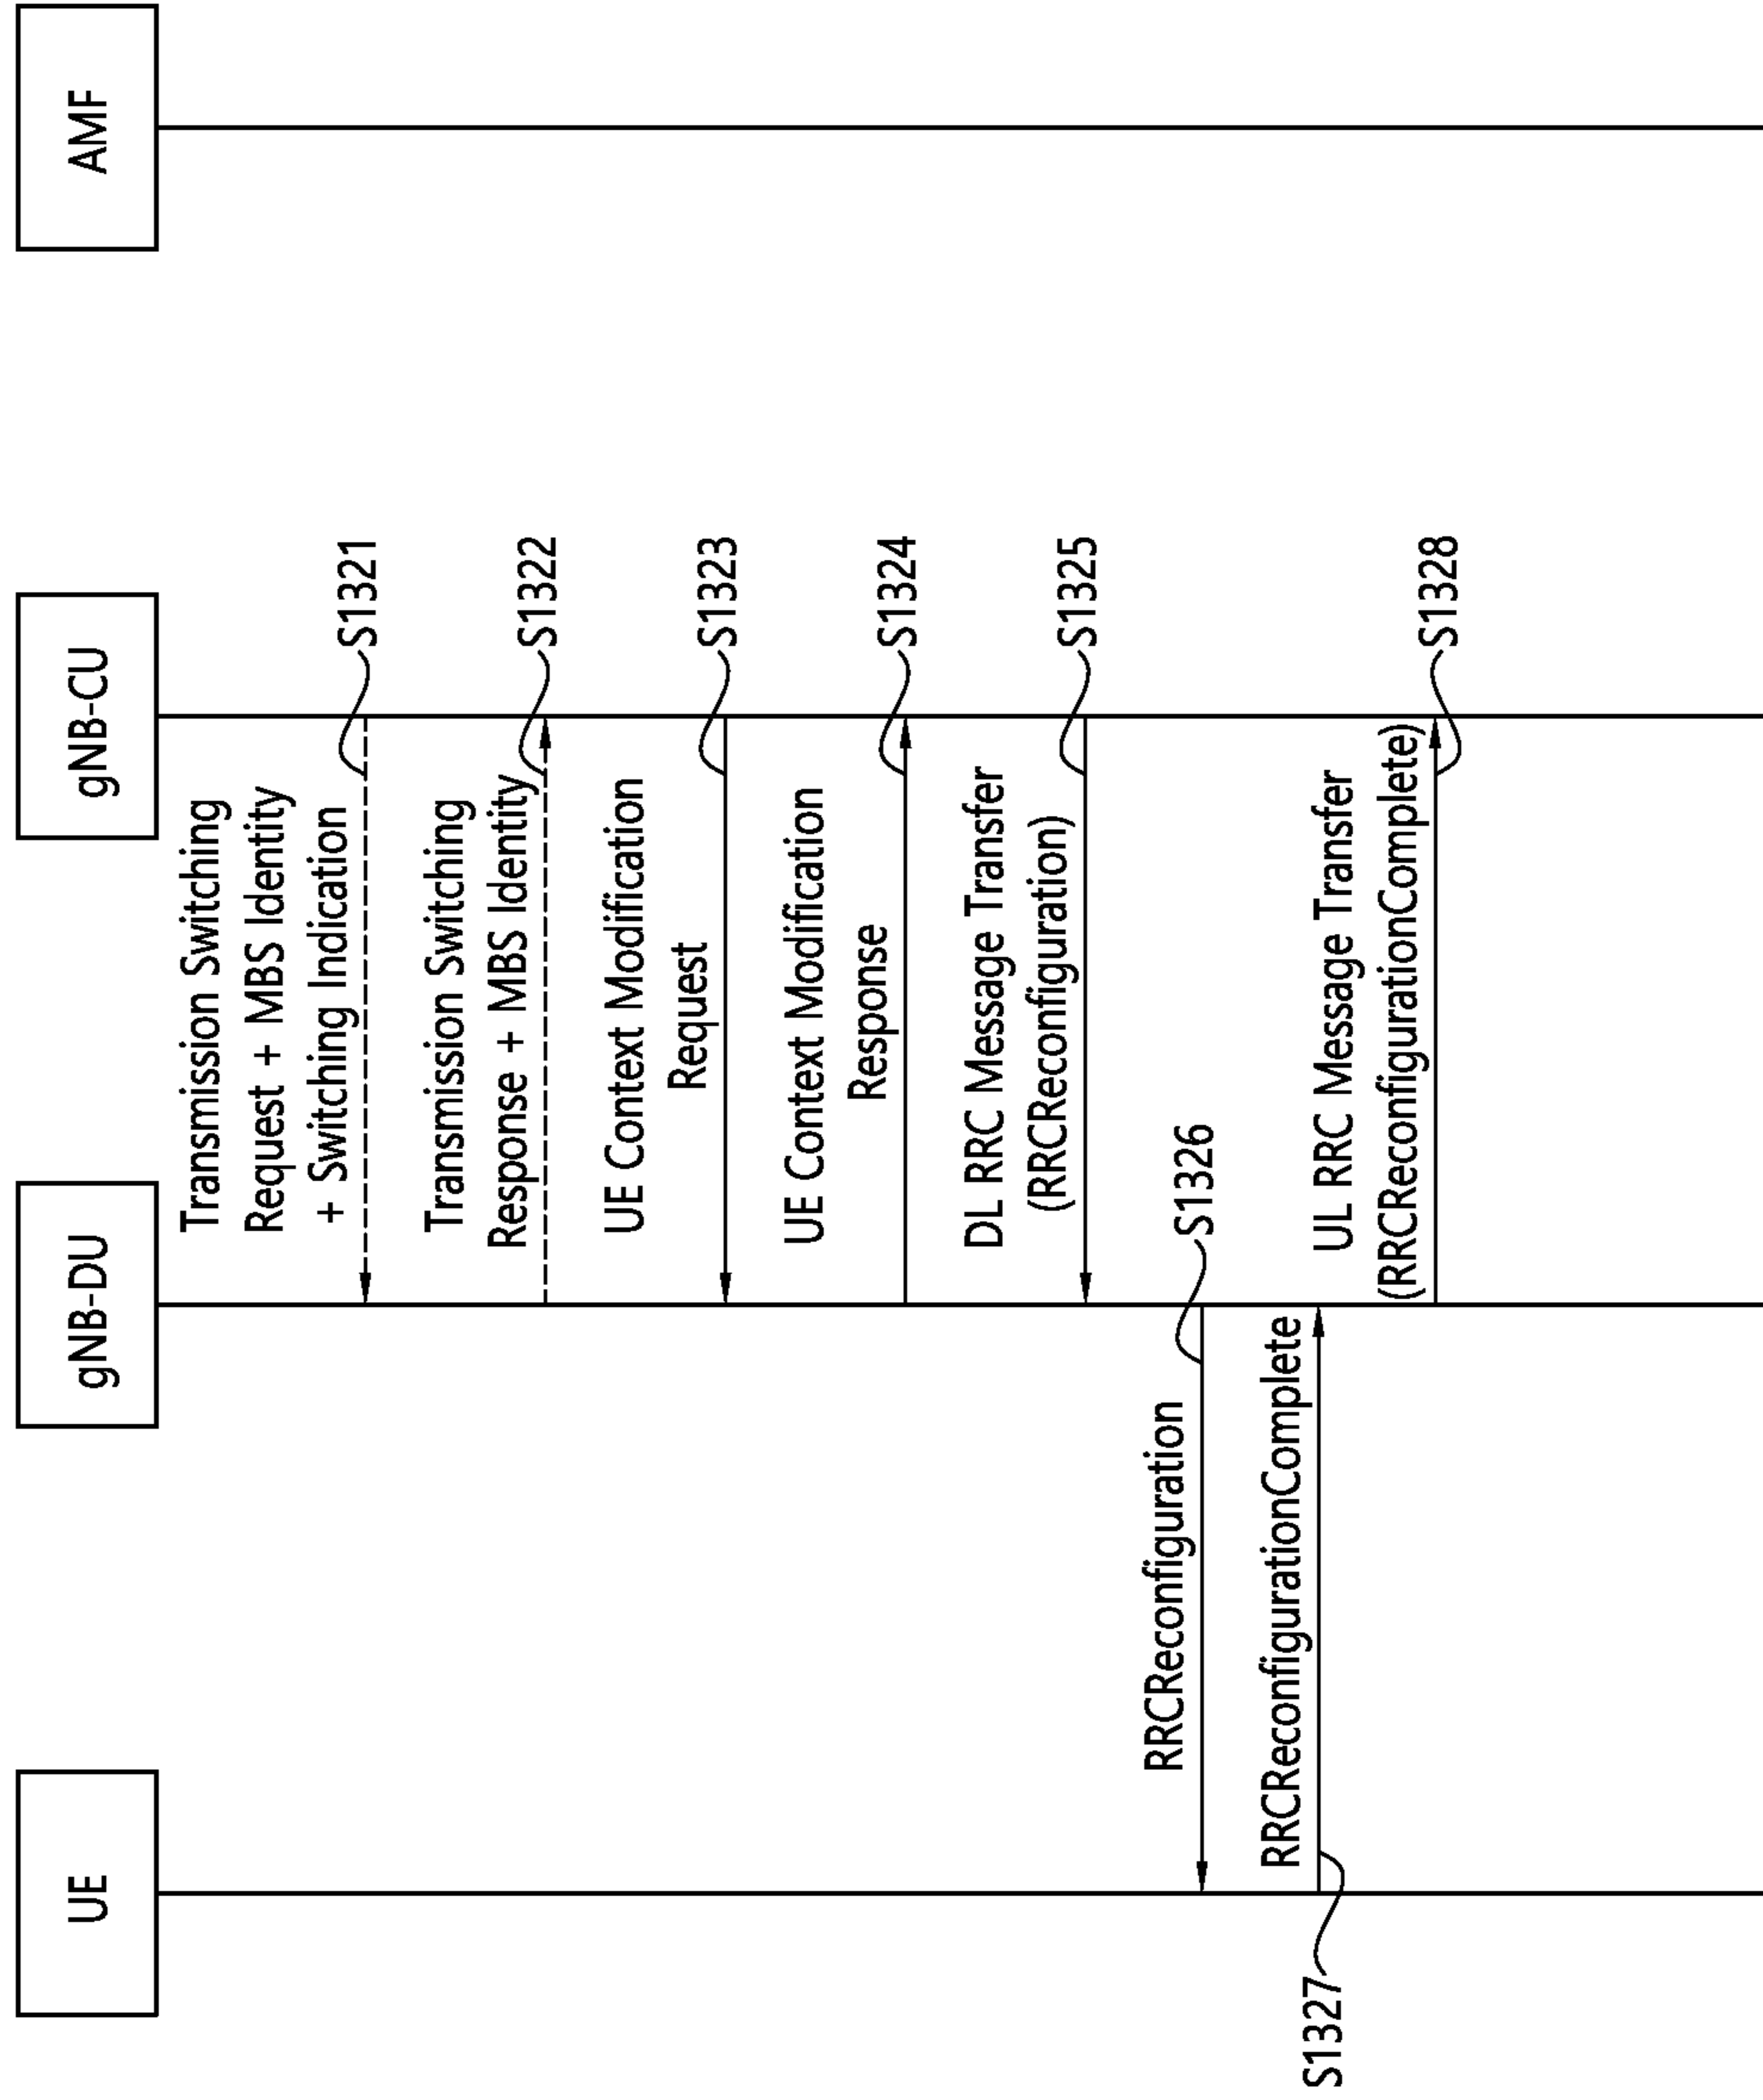 UE
gNB-DU
gNB-CU
AMF
Transmission Switching
Request + MBS Identity
+ Switching Indication
S1321
Transmission Switching
Response + MBS Identity
S1322
UE Context Modification
Request
S1323
UE Context Modification
Response
S1324
DL RRC Message Transfer
(RRCReconfiguration)
S1325
RRCReconfiguration
S1326
RRCReconfigurationComplete
S1327
UL RRC Message Transfer
(RRCReconfigurationComplete)
S1328